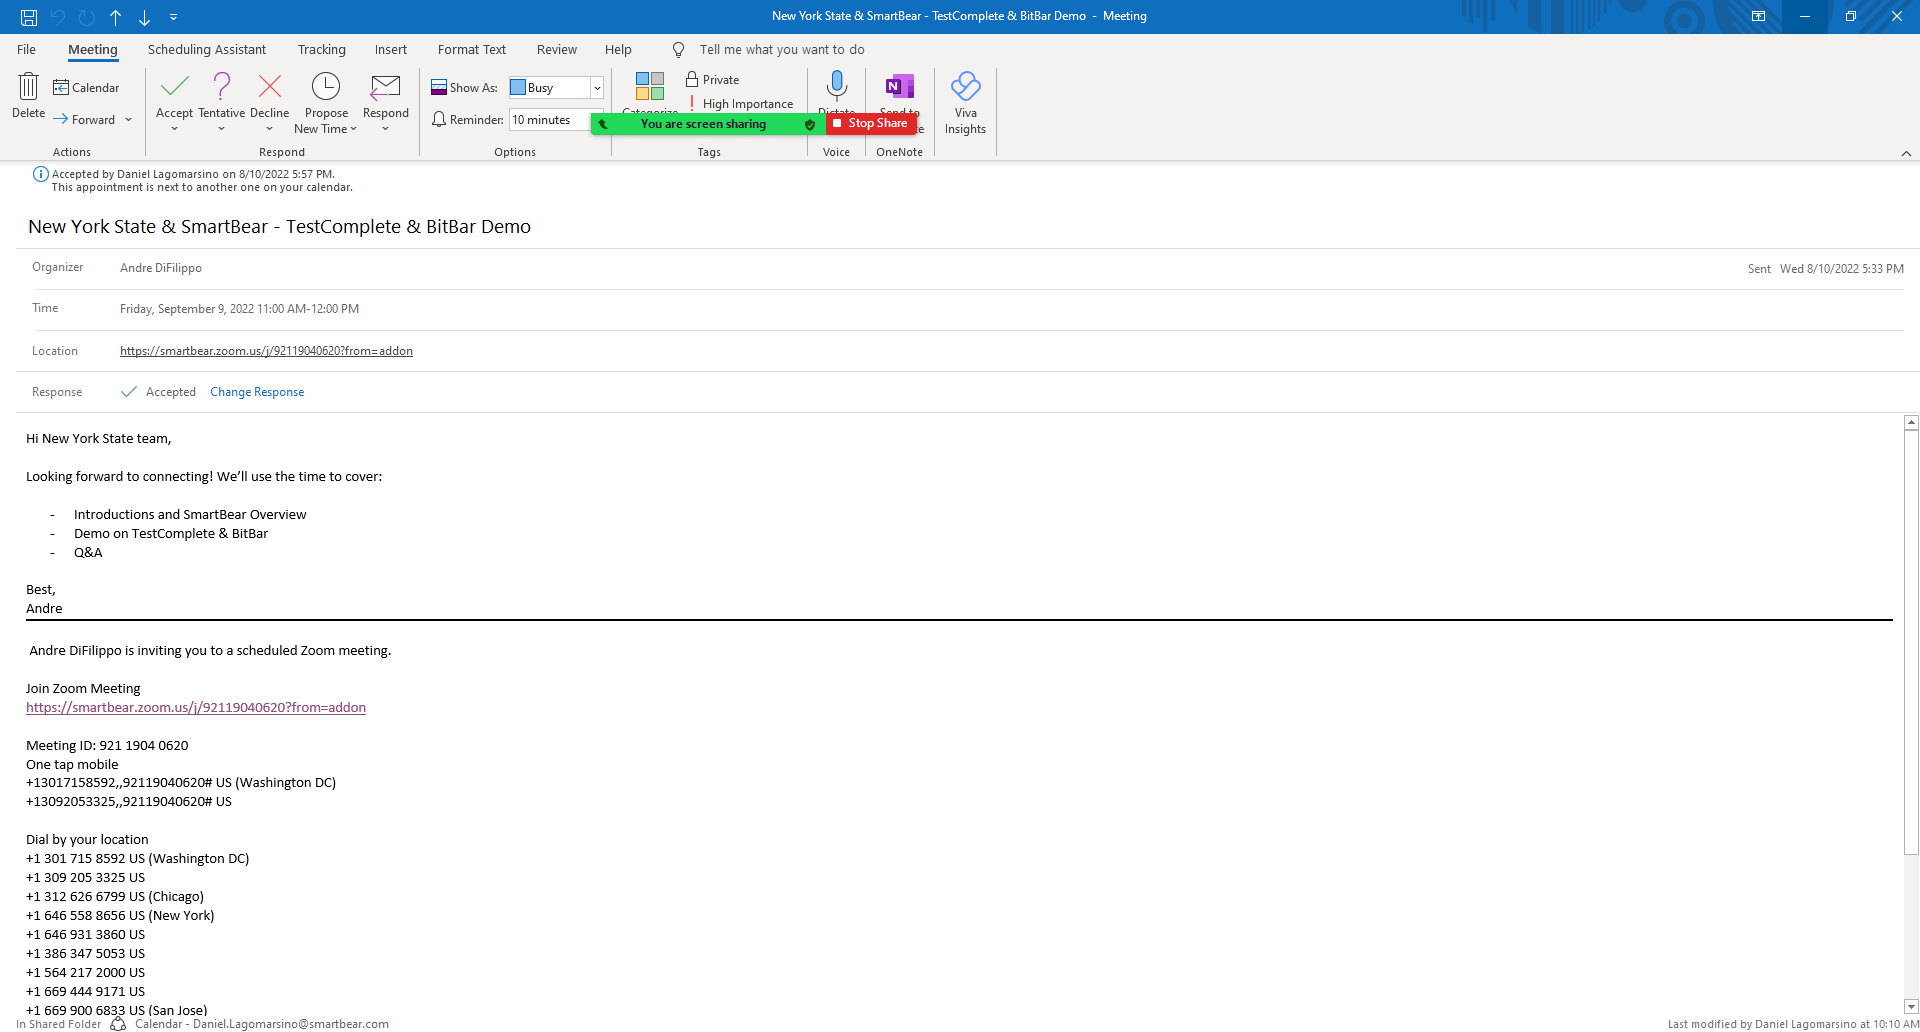 New York State & SmartBear - TestComplete & BitBar Demo - Meeting
File Meeting Scheduling Assistant Tracking Insert Format Text Review Help Tell me what you want to do
Delete
Calendar
Forward
Actions
Accept
Tentative
Decline
Propose
New Time
Respond
Respond
Show As: Busy
Reminder: 10 minutes
Options
Categorize
Private
High Importance
Tags
Dictate
Voice
Send to
OneNote
Viva
Insights
You are screen sharing
Stop Share
Accepted by Daniel Lagomarsino on 8/10/2022 5:57 PM.
This appointment is next to another one on your calendar.
New York State & SmartBear - TestComplete & BitBar Demo
Organizer Andre DiFilippo Sent Wed 8/10/2022 5:33 PM
Time Friday, September 9, 2022 11:00 AM-12:00 PM
Location https://smartbear.zoom.us/j/92119040620?from=addon
Response Accepted Change Response
Hi New York State team,
Looking forward to connecting! We’ll use the time to cover:
- Introductions and SmartBear Overview
- Demo on TestComplete & BitBar
- Q&A
Best,
Andre
Andre DiFilippo is inviting you to a scheduled Zoom meeting.
Join Zoom Meeting
https://smartbear.zoom.us/j/92119040620?from=addon
Meeting ID: 921 1904 0620
One tap mobile
+13017158592,,92119040620# US (Washington DC)
+13092053325,,92119040620# US
Dial by your location
+1 301 715 8592 US (Washington DC)
+1 309 205 3325 US
+1 312 626 6799 US (Chicago)
+1 646 558 8656 US (New York)
+1 646 931 3860 US
+1 386 347 5053 US
+1 564 217 2000 US
+1 669 444 9171 US
+1 669 900 6833 US (San Jose)
In Shared Folder Calendar - Daniel.Lagomarsino@smartbear.com Last modified by Daniel Lagomarsino at 10:10 AM